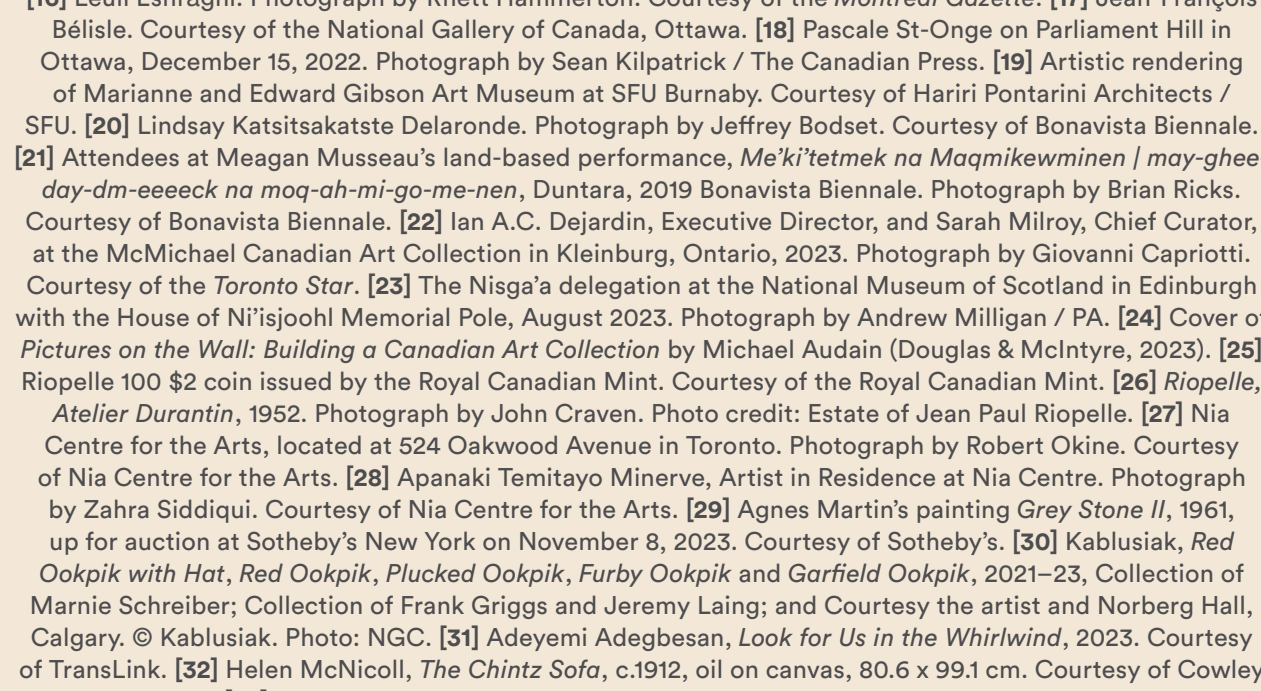 [16] Léuli Eshrāghi. Photograph by Rhett Hammerton. Courtesy of the Montreal Gazette. [17] Jean-François
Bélisle. Courtesy of the National Gallery of Canada, Ottawa. [18] Pascale St-Onge on Parliament Hill in
Ottawa, December 15, 2022. Photograph by Sean Kilpatrick / The Canadian Press. [19] Artistic rendering
of Marianne and Edward Gibson Art Museum at SFU Burnaby. Courtesy of Hariri Pontarini Architects /
SFU. [20] Lindsay Katsitsakatste Delaronde. Photograph by Jeffrey Bodset. Courtesy of Bonavista Biennale.
[21] Attendees at Meagan Musseau’s land-based performance, Me’ki’tetmek na Maqmikewminen | may-ghee-
day-dm-eeeeck na moq-ah-mi-go-me-nen, Duntara, 2019 Bonavista Biennale. Photograph by Brian Ricks.
Courtesy of Bonavista Biennale. [22] Ian A.C. Dejardin, Executive Director, and Sarah Milroy, Chief Curator,
at the McMichael Canadian Art Collection in Kleinburg, Ontario, 2023. Photograph by Giovanni Capriotti.
Courtesy of the Toronto Star. [23] The Nisga’a delegation at the National Museum of Scotland in Edinburgh
with the House of Ni’isjoohl Memorial Pole, August 2023. Photograph by Andrew Milligan / PA. [24] Cover of
Pictures on the Wall: Building a Canadian Art Collection by Michael Audain (Douglas & McIntyre, 2023). [25]
Riopelle 100 $2 coin issued by the Royal Canadian Mint. Courtesy of the Royal Canadian Mint. [26] Riopelle,
Atelier Durantin, 1952. Photograph by John Craven. Photo credit: Estate of Jean Paul Riopelle. [27] Nia
Centre for the Arts, located at 524 Oakwood Avenue in Toronto. Photograph by Robert Okine. Courtesy
of Nia Centre for the Arts. [28] Apanaki Temitayo Minerve, Artist in Residence at Nia Centre. Photograph
by Zahra Siddiqui. Courtesy of Nia Centre for the Arts. [29] Agnes Martin’s painting Grey Stone II, 1961,
up for auction at Sotheby’s New York on November 8, 2023. Courtesy of Sotheby’s. [30] Kablusiak, Red
Ookpik with Hat, Red Ookpik, Plucked Ookpik, Furby Ookpik and Garfield Ookpik, 2021–23, Collection of
Marnie Schreiber; Collection of Frank Griggs and Jeremy Laing; and Courtesy the artist and Norberg Hall,
Calgary. © Kablusiak. Photo: NGC. [31] Adeyemi Adegbesan, Look for Us in the Whirlwind, 2023. Courtesy
of TransLink. [32] Helen McNicoll, The Chintz Sofa, c.1912, oil on canvas, 80.6 x 99.1 cm. Courtesy of Cowley